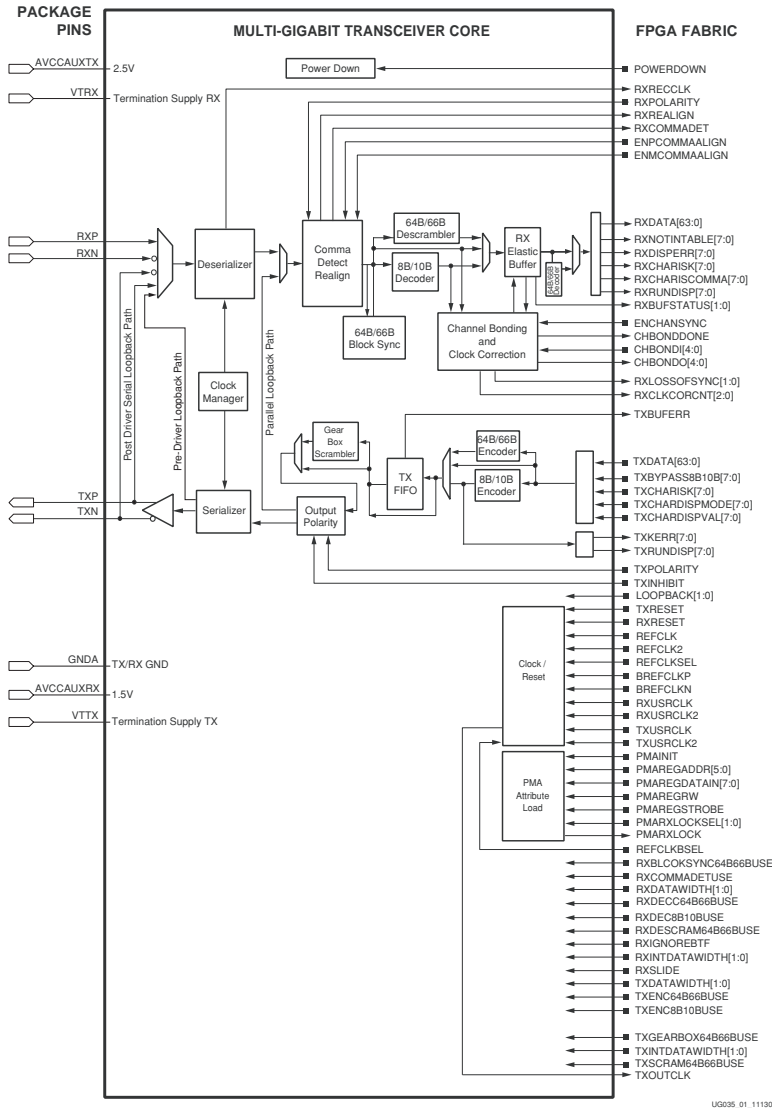 PACKAGE PINS
MULTI-GIGABIT TRANSCEIVER CORE
FPGA FABRIC
AVCCAUXTX
2.5V
VTRX
Termination Supply RX
Power Down
POWERDOWN
RXRECCLK
RXPOLARITY
RXREALIGN
RXCOMMADET
ENPCOMMAALIGN
ENMCOMMAALIGN
RXP
RXN
Deserializer
Comma Detect Realign
64B/66B Descrambler
8B/10B Decoder
64B/66B Block Sync
RX Elastic Buffer
64B/66B Decoder
Channel Bonding and Clock Correction
RXDATA[63:0]
RXNOTINTABLE[7:0]
RXDISPERR[7:0]
RXCHARISK[7:0]
RXCHARISCOMMA[7:0]
RXRUNDISP[7:0]
RXBUFSTATUS[1:0]
ENCHANSYNC
CHBONDDONE
CHBONDI[4:0]
CHBONDO[4:0]
RXLOSSOFSYNC[1:0]
RXCLKCORCNT[2:0]
TXBUFERR
Post Driver Serial Loopback Path
Pre-Driver Loopback Path
Parallel Loopback Path
Clock Manager
Gear Box Scrambler
TX FIFO
64B/66B Encoder
8B/10B Encoder
TXDATA[63:0]
TXBYPASS8B10B[7:0]
TXCHARISK[7:0]
TXCHARDISPMODE[7:0]
TXCHARDISPVAL[7:0]
TXP
TXN
Serializer
Output Polarity
TXKERR[7:0]
TXRUNDISP[7:0]
TXPOLARITY
TXINHIBIT
LOOPBACK[1:0]
TXRESET
RXRESET
REFCLK
REFCLK2
REFCLKSEL
BREFCLKP
BREFCLKN
RXUSRCLK
RXUSRCLK2
TXUSRCLK
TXUSRCLK2
Clock / Reset
GNDA
TX/RX GND
AVCCAUXRX
1.5V
VTTX
Termination Supply TX
PMA Attribute Load
PMAINIT
PMAREGADDR[5:0]
PMAREGDATAIN[7:0]
PMAREGRW
PMAREGSTROBE
PMARXLOCKSEL[1:0]
PMARXLOCK
REFCLKBSEL
RXBLCOKSYNC64B66BUSE
RXCOMMADETUSE
RXDATAWIDTH[1:0]
RXDECC64B66BUSE
RXDEC8B10BUSE
RXDESCRAM64B66BUSE
RXIGNOREBTF
RXINTDATAWIDTH[1:0]
RXSLIDE
TXDATAWIDTH[1:0]
TXENC64B66BUSE
TXENC8B10BUSE
TXGEARBOX64B66BUSE
TXINTDATAWIDTH[1:0]
TXSCRAM64B66BUSE
TXOUTCLK